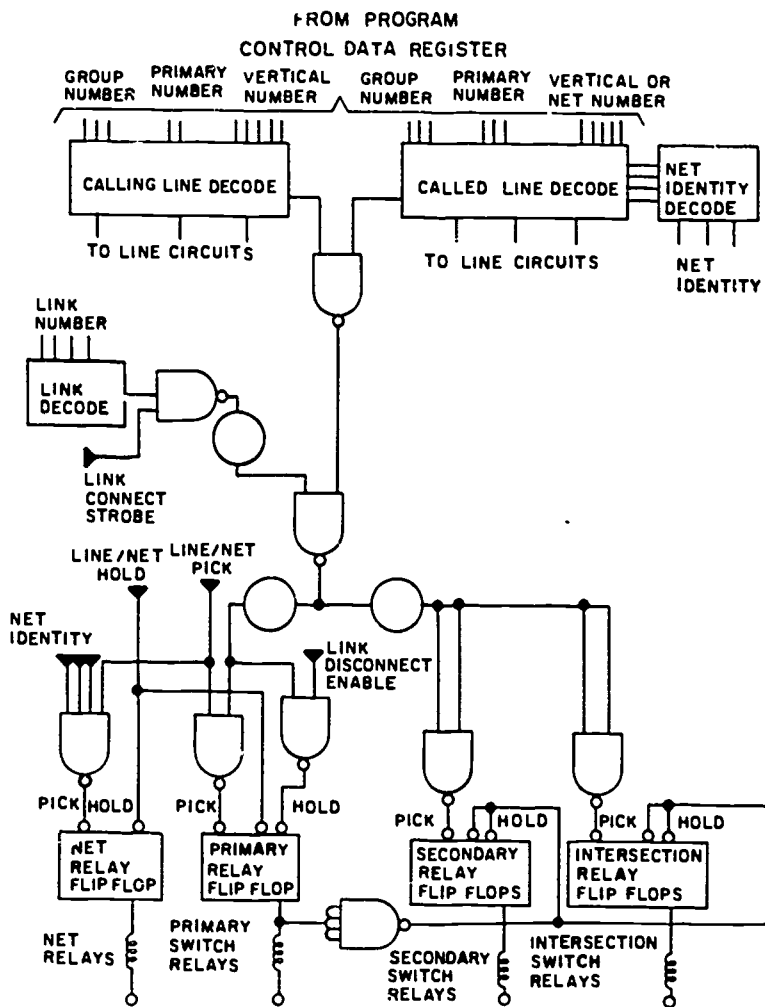 FROM PROGRAM
CONTROL DATA REGISTER
GROUP NUMBER
PRIMARY NUMBER
VERTICAL NUMBER
GROUP NUMBER
PRIMARY NUMBER
VERTICAL OR NET NUMBER
CALLING LINE DECODE
CALLED LINE DECODE
NET IDENTITY DECODE
TO LINE CIRCUITS
TO LINE CIRCUITS
NET IDENTITY
LINK NUMBER
LINK DECODE
LINK CONNECT STROBE
LINE/NET HOLD
LINE/NET PICK
NET IDENTITY
LINK DISCONNECT ENABLE
PICK
HOLD
PICK
HOLD
PICK
HOLD
PICK
HOLD
NET RELAY FLIP FLOP
PRIMARY RELAY FLIP FLOP
SECONDARY RELAY FLIP FLOPS
INTERSECTION RELAY FLIP FLOPS
NET RELAYS
PRIMARY SWITCH RELAYS
SECONDARY SWITCH RELAYS
INTERSECTION SWITCH RELAYS